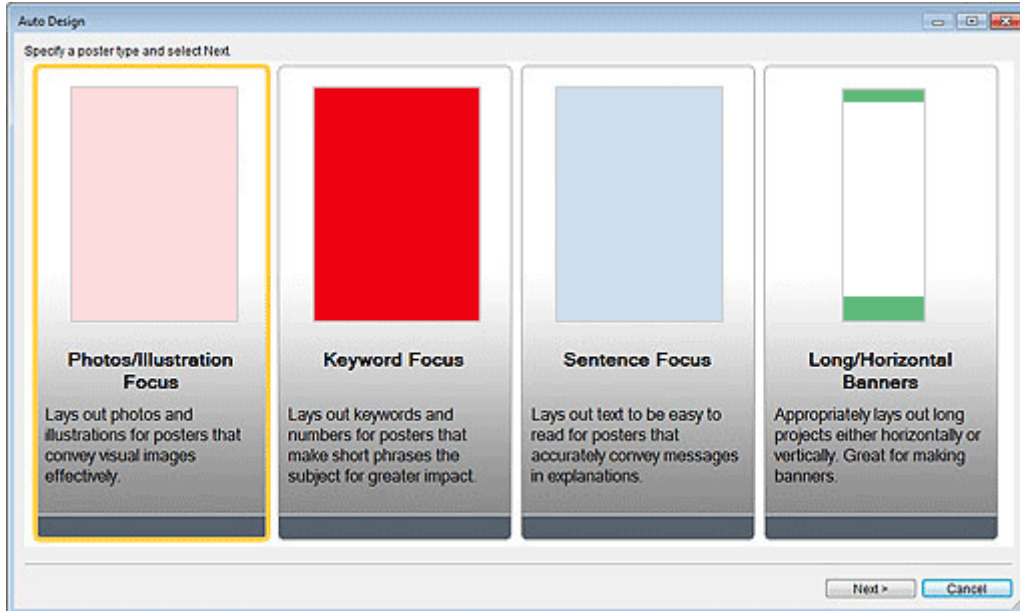 Auto Design
Specify a poster type and select Next.
Photos/Illustration
Focus
Lays out photos and
illustrations for posters that
convey visual images
effectively.
Keyword Focus
Lays out keywords and
numbers for posters that
make short phrases the
subject for greater impact.
Sentence Focus
Lays out text to be easy to
read for posters that
accurately convey messages
in explanations.
Long/Horizontal
Banners
Appropriately lays out long
projects either horizontally or
vertically. Great for making
banners.
Next >
Cancel